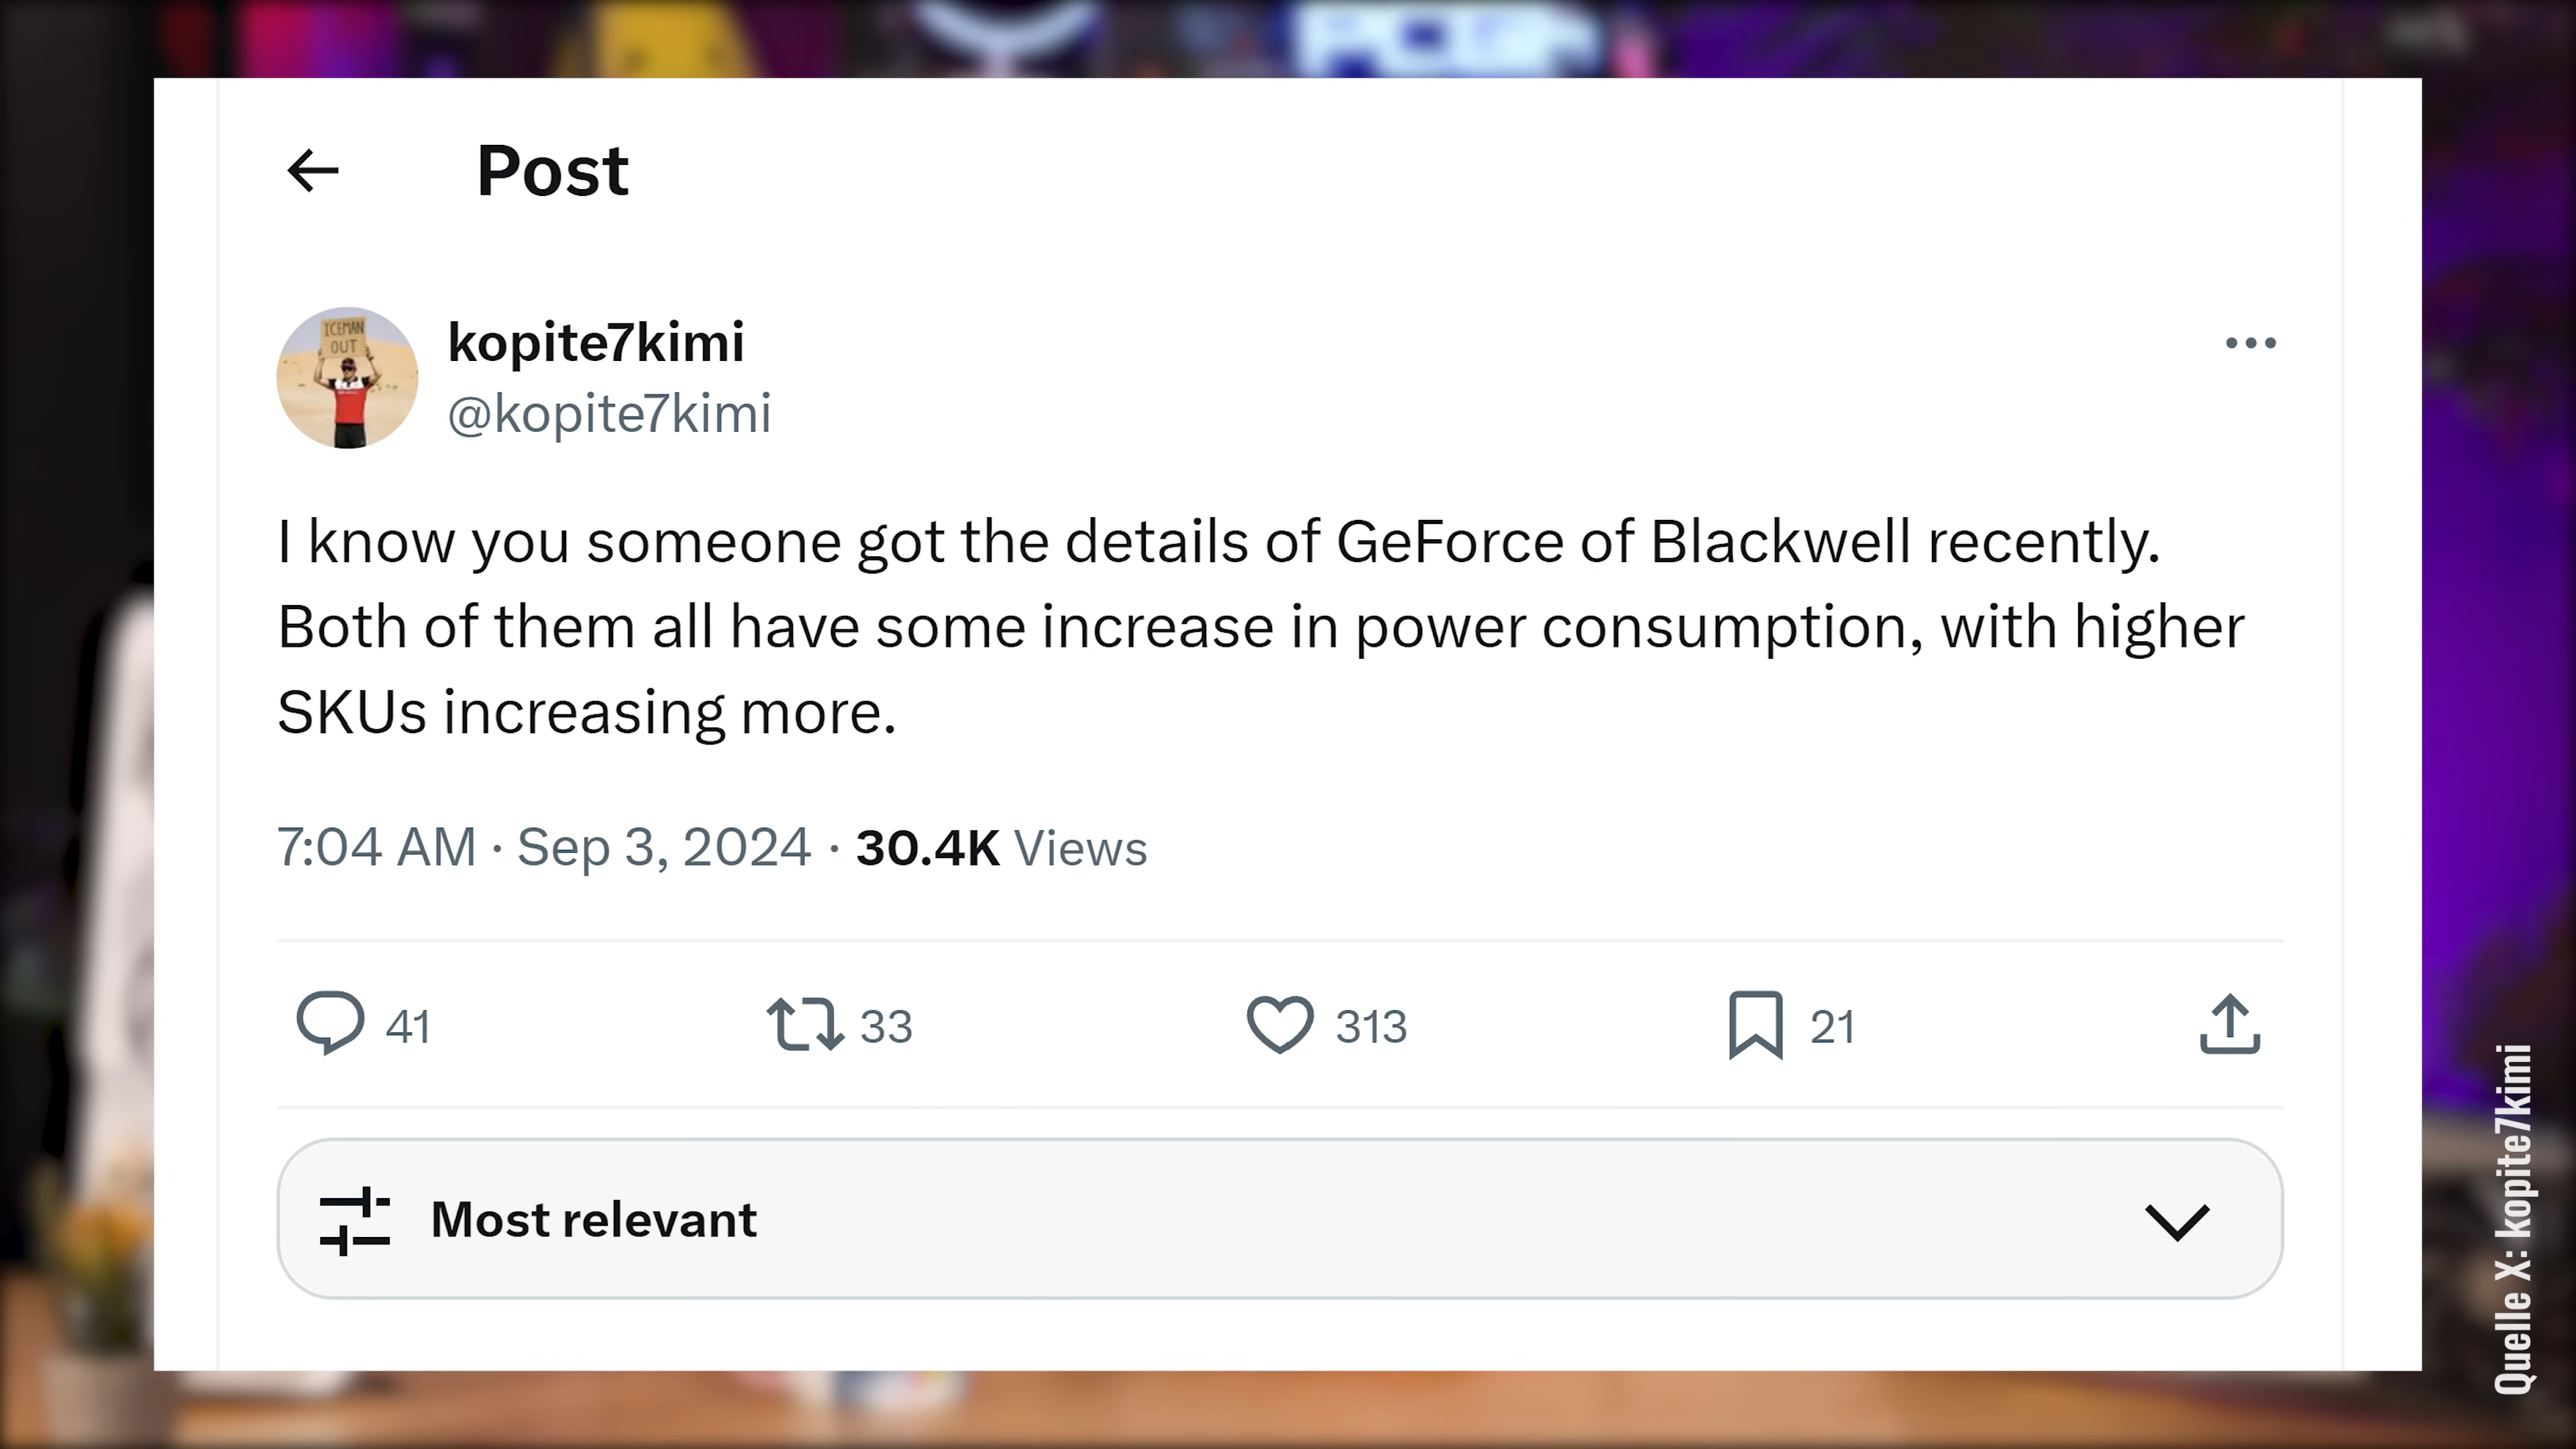 Post
ICEMAN
OUT
kopite7kimi
@kopite7kimi
I know you someone got the details of GeForce of Blackwell recently.
Both of them all have some increase in power consumption, with higher
SKUs increasing more.
7:04 AM · Sep 3, 2024 · 30.4K Views
41 33 313 21
Most relevant
Quelle X: kopite7kimi